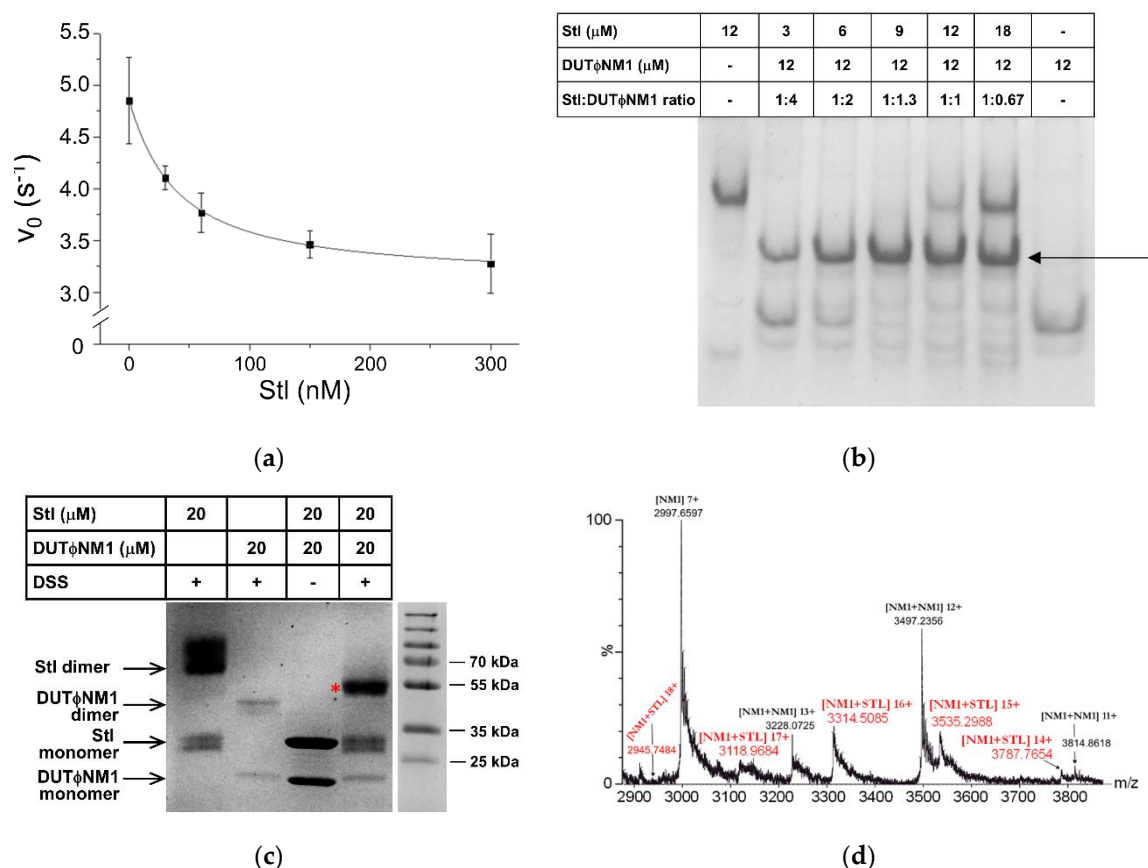 5.5
5.0
4.5
4.0
3.5
3.0
0
V₀ (s⁻¹)
0 100 200 300
Stl (nM)
(a)
Stl (μM) 12 3 6 9 12 18 -
DUTϕNM1 (μM) - 12 12 12 12 12 12
Stl:DUTϕNM1 ratio - 1:4 1:2 1:1.3 1:1 1:0.67 -
(b)
Stl (μM) 20 20 20
DUTϕNM1 (μM) 20 20 20
DSS + + - +
Stl dimer
DUTϕNM1
dimer
Stl
monomer
DUTϕNM1
monomer
*
70 kDa
55 kDa
35 kDa
25 kDa
(c)
100
%
0
[NM1] 7+
2997.6597
[NM1+NM1] 12+
3497.2356
[NM1+STL] 18+
2945.7484
[NM1+STL] 17+
3118.9684
[NM1+NM1] 13+
3228.0725
[NM1+STL] 16+
3314.5085
[NM1+STL] 15+
3535.2988
[NM1+STL] 14+
3787.7654
[NM1+NM1] 11+
3814.8618
2900 3000 3100 3200 3300 3400 3500 3600 3700 3800 m/z
(d)